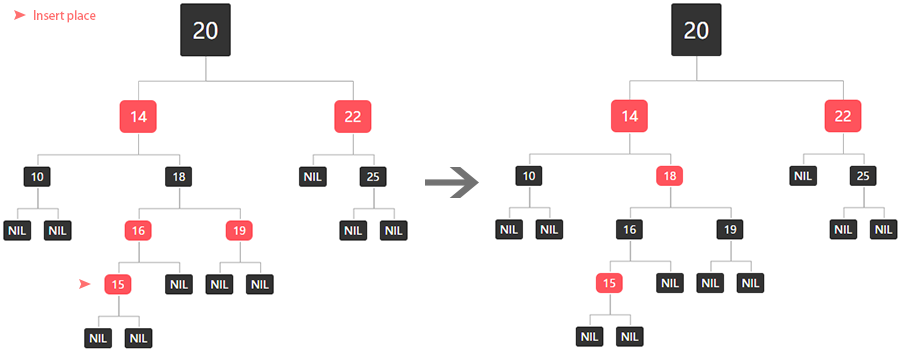 Insert place
20 20
14 22 14 22
10 18 NIL 25 10 18 NIL 25
NIL NIL 16 19 NIL NIL NIL NIL 16 19 NIL NIL
15 NIL NIL NIL 15 NIL NIL NIL
NIL NIL NIL NIL